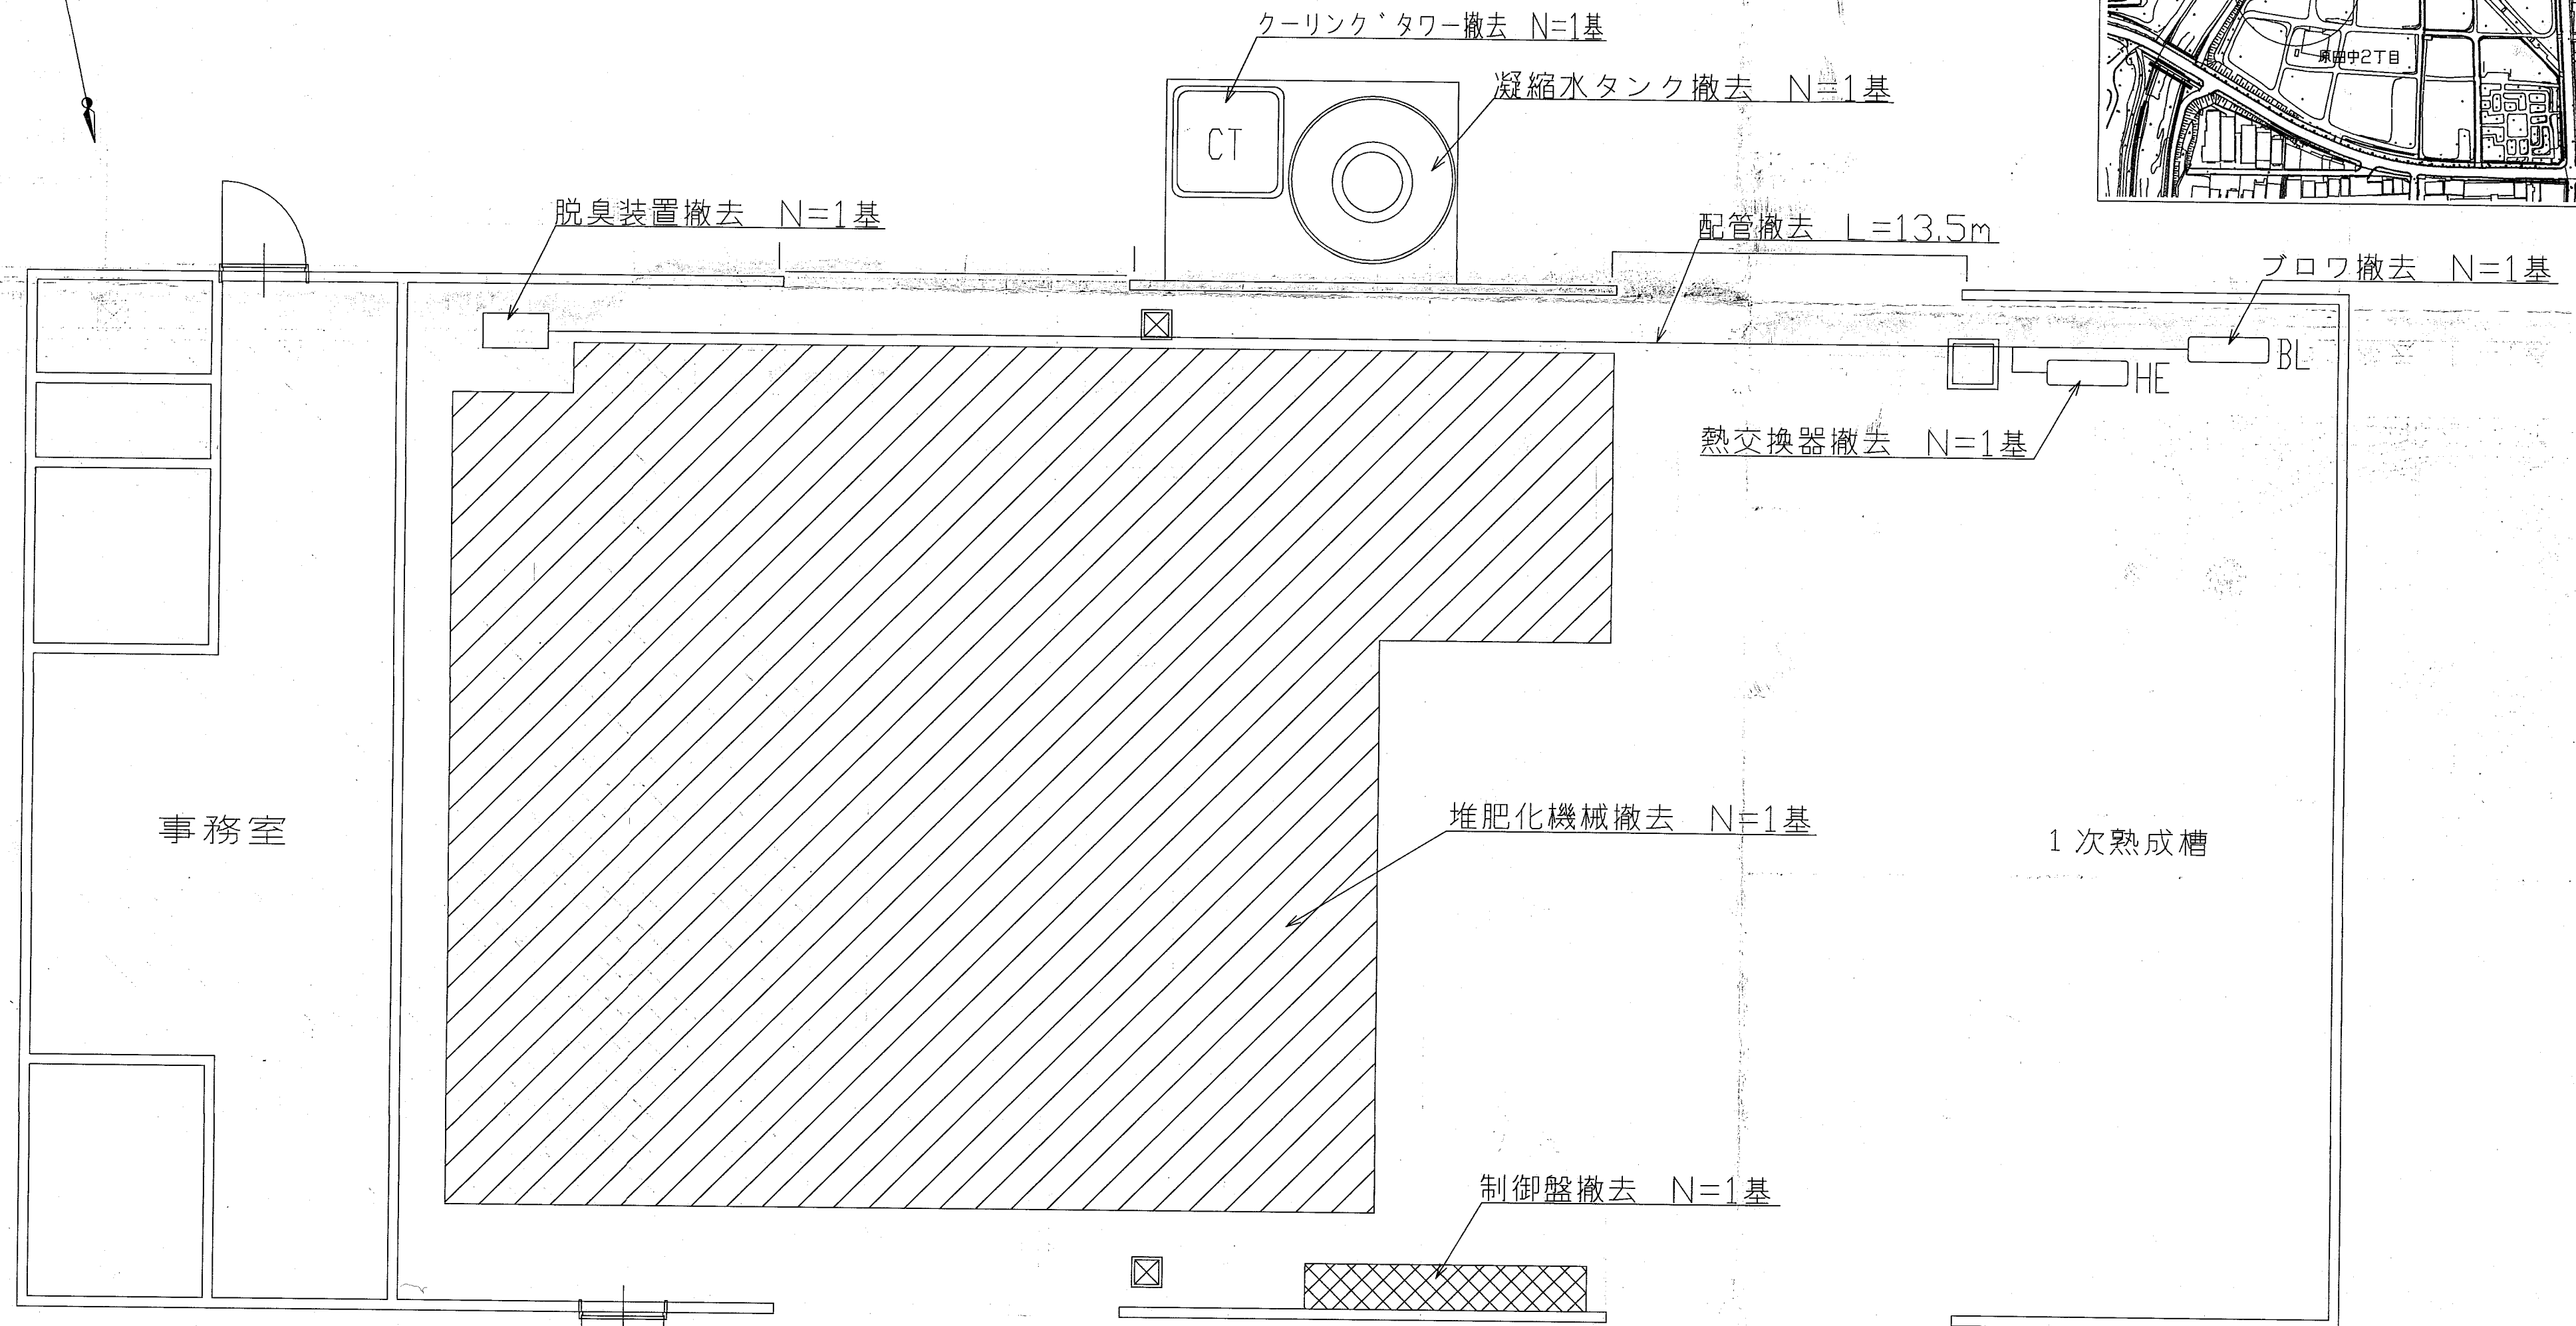 クーリングタワー撤去 N=1基
原田中2丁目
凝縮水タンク撤去 N=1基
CT
脱臭装置撤去 N=1基
配管撤去 L=13.5m
ブロワ撤去 N=1基
BL
HE
熱交換器撤去 N=1基
堆肥化機械撤去 N=1基
事務室
1次熟成槽
制御盤撤去 N=1基